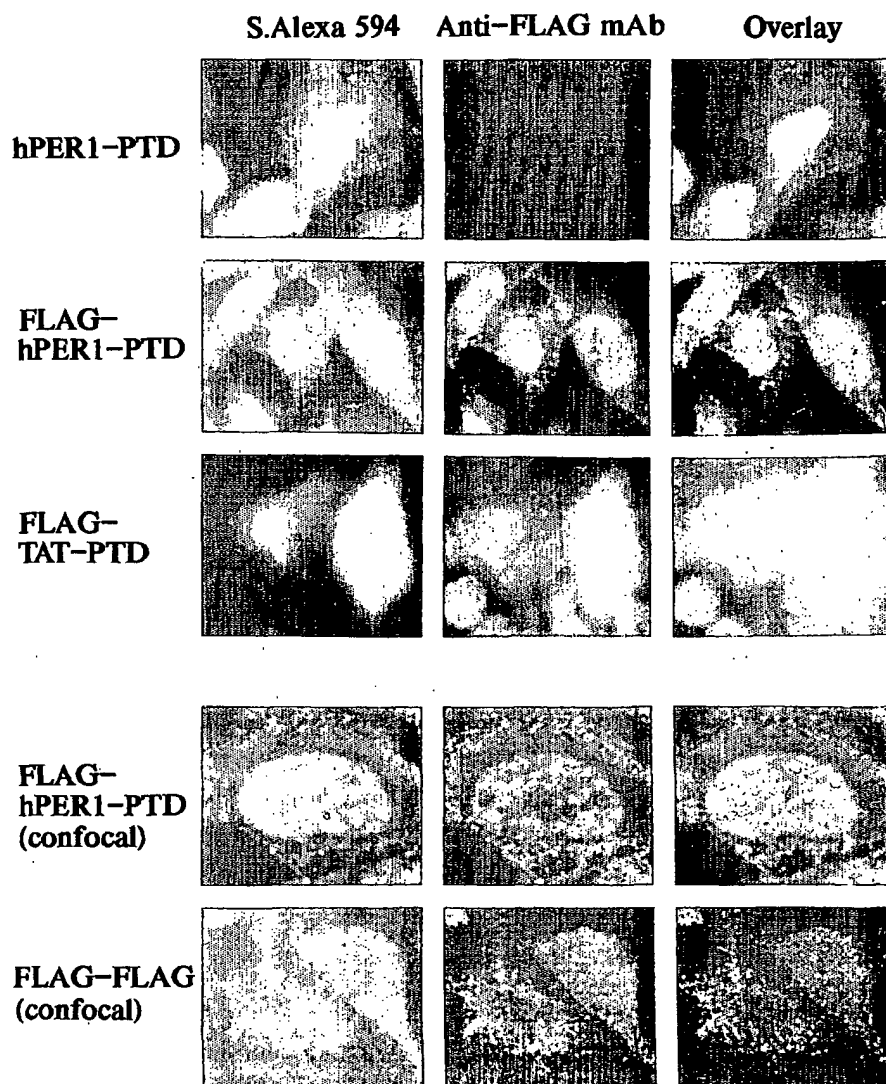 S.Alexa 594 Anti-FLAG mAb Overlay
hPER1-PTD
FLAG-
hPER1-PTD
FLAG-
TAT-PTD
FLAG-
hPER1-PTD
(confocal)
FLAG-FLAG
(confocal)